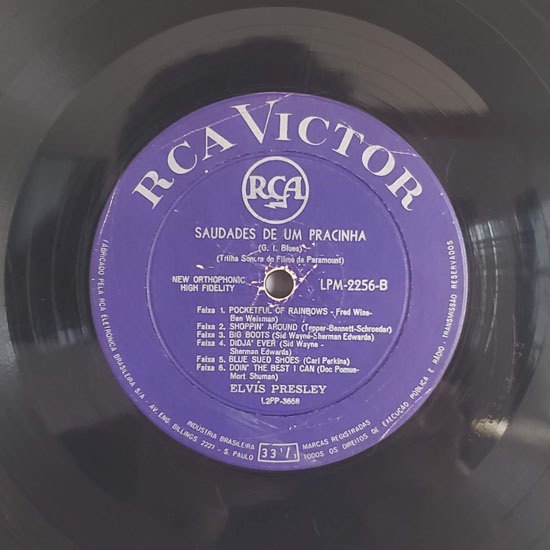 RCA VICTOR
RCA
SAUDADES DE UM PRACINHA
(G. I. Blues)
(Trilha Sonora do Filme da Paramount)
NEW ORTHOPHONIC
HIGH FIDELITY
LPM-2256-B
Faixa 1. POCKETFUL OF RAINBOWS - Fred Wise-
Ben Weisman)
Faixa 2. SHOPPIN' AROUND (Tepper-Bennett-Schroeder)
Faixa 3. BIG BOOTS (Sid Wayne-Sherman Edwards)
Faixa 4. DIDJA' EVER (Sid Wayne -
Sherman Edwards)
Faixa 5. BLUE SUED SHOES (Carl Perkins)
Faixa 6. DOIN' THE BEST I CAN (Doc Pomus-
Mort Shuman)
ELVIS PRESLEY
L2PP-3658
FABRICADO PELA RCA ELETRÔNICA BRASILEIRA S/A - AV. ENG. BILLINGS, 2227 - S. PAULO
INDÚSTRIA BRASILEIRA
33 1/3
MARCAS REGISTRADAS
TODOS OS DIREITOS DE EXECUÇÃO PÚBLICA E RÁDIO - TRANSMISSÃO RESERVADOS